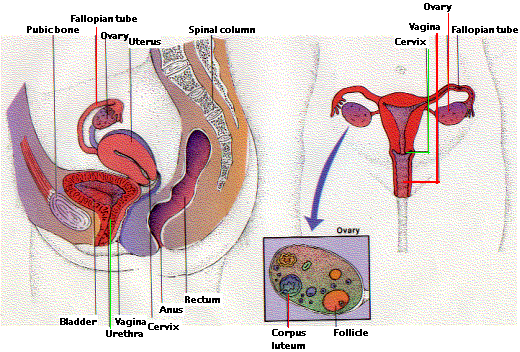 Fallopian tube
Pubic bone
Ovary
Uterus
Spinal column
Bladder
Vagina
Urethra
Cervix
Anus
Rectum
Ovary
Vagina
Fallopian tube
Cervix
Ovary
Corpus
luteum
Follicle